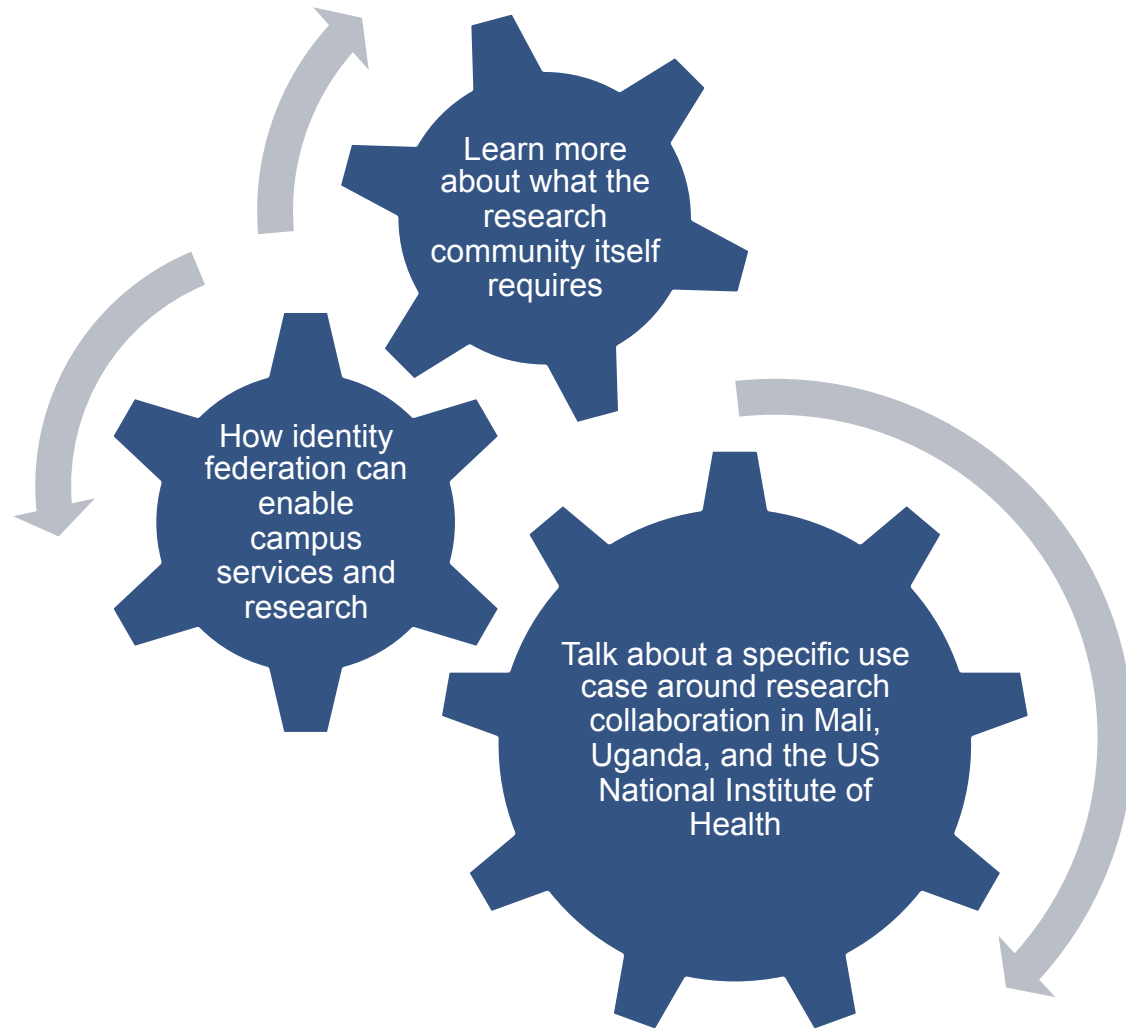 Learn more
about what the
research
community itself
requires
How identity
federation can
enable
campus
services and
research
Talk about a specific use
case around research
collaboration in Mali,
Uganda, and the US
National Institute of
Health